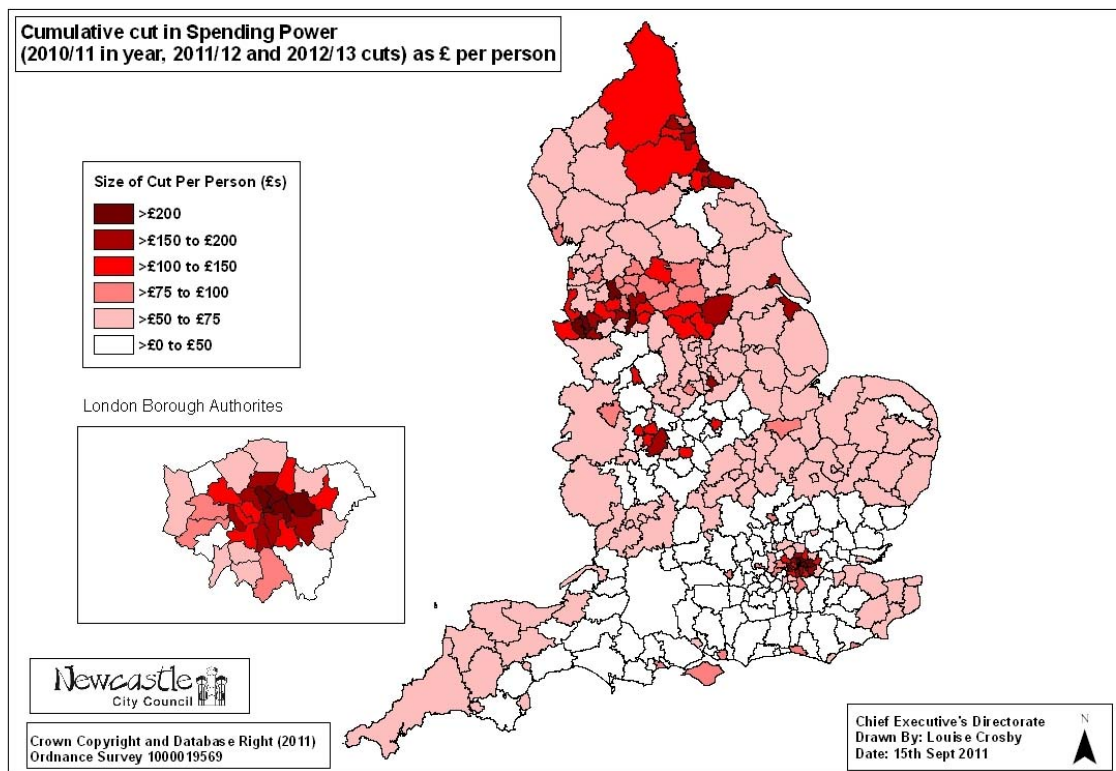 Cumulative cut in Spending Power
(2010/11 in year, 2011/12 and 2012/13 cuts) as £ per person
Size of Cut Per Person (£s)
>£200
>£150 to £200
>£100 to £150
>£75 to £100
>£50 to £75
>£0 to £50
London Borough Authorites
Newcastle
City Council
Crown Copyright and Database Right (2011)
Ordnance Survey 1000019569
Chief Executive's Directorate
Drawn By: Louise Crosby
Date: 15th Sept 2011
N